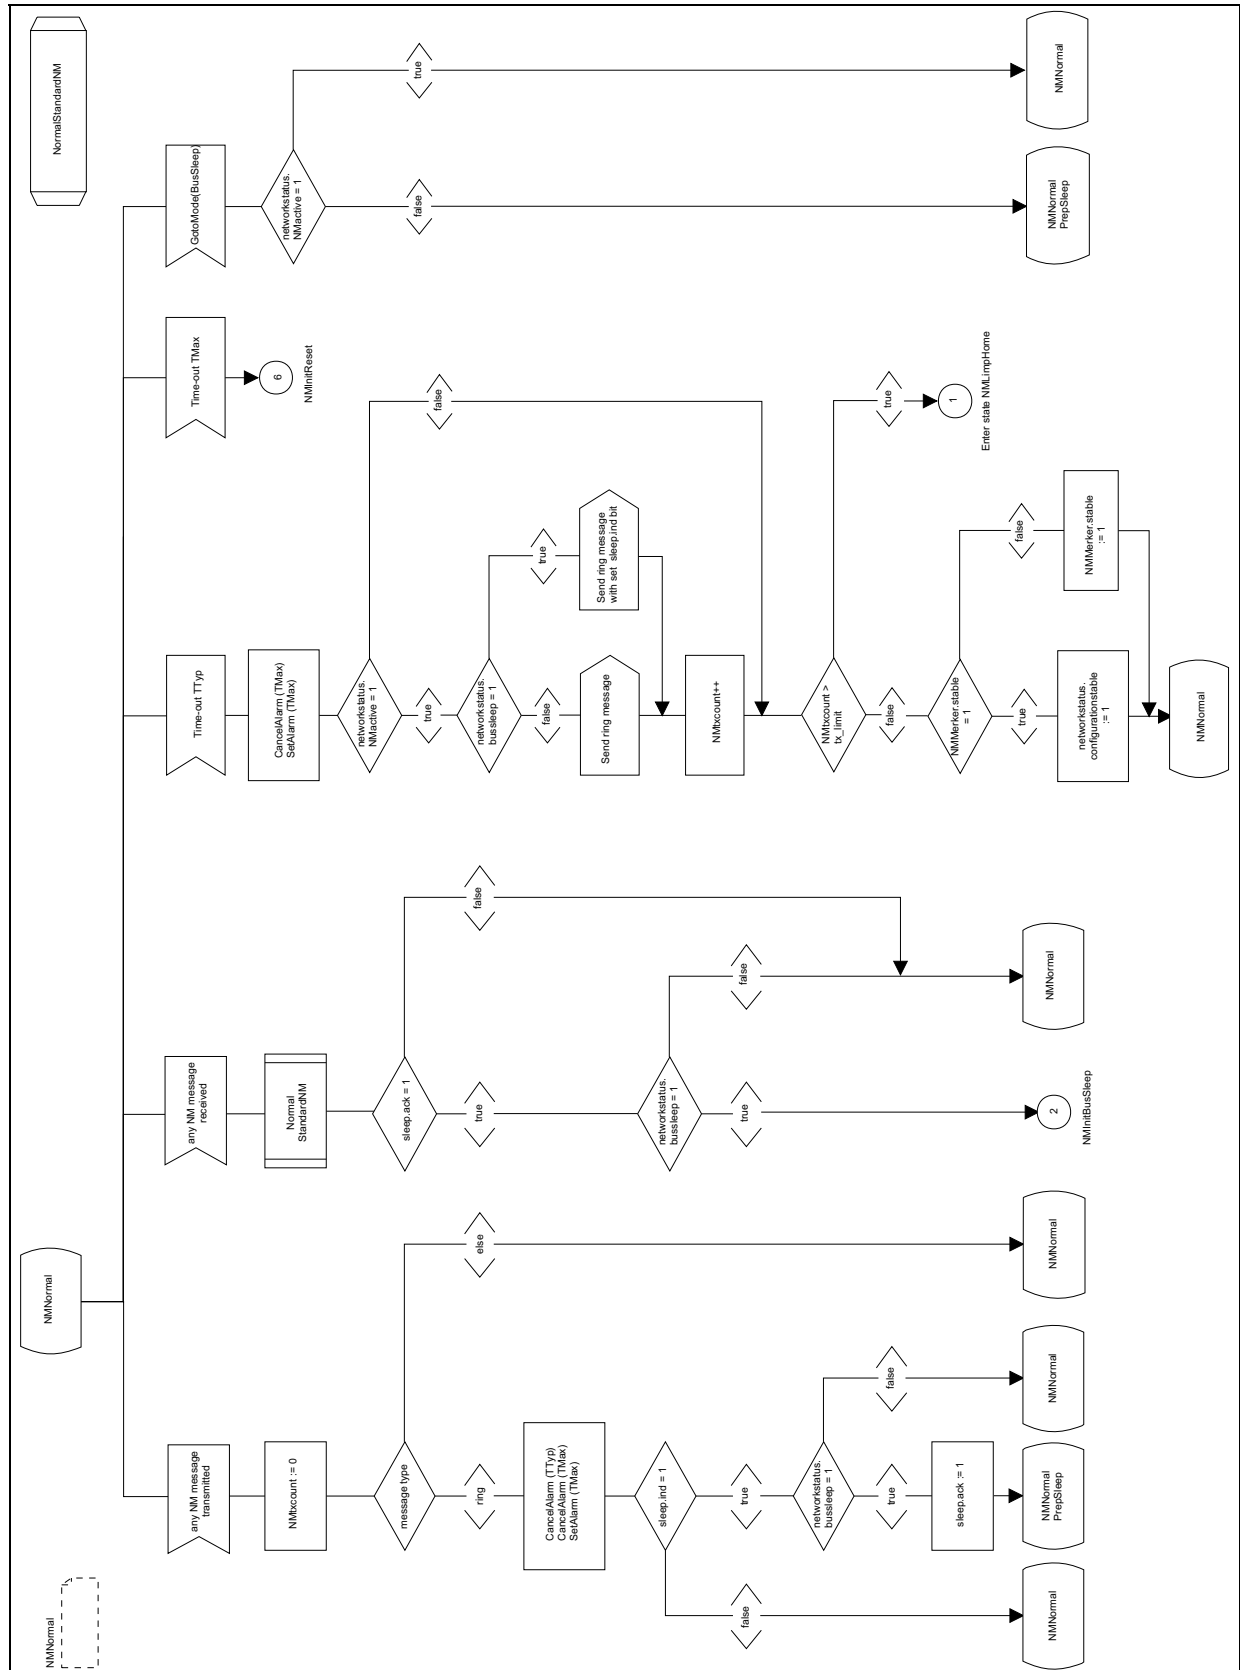 NMNormal
NMNormal
NormalStandardNM
any NM message
transmitted
NMtxcount := 0
message type
ring
else
CancelAlarm (TTyp)
CancelAlarm (TMax)
SetAlarm (TMax)
sleep.ind = 1
false
true
networkstatus.
bussleep = 1
true
false
sleep.ack := 1
NMNormal
NMNormal
PrepSleep
NMNormal
NMNormal
any NM message
received
Normal
StandardNM
sleep.ack = 1
true
false
networkstatus.
bussleep = 1
true
false
2
NMInitBusSleep
NMNormal
Time-out TTyp
CancelAlarm (TMax)
SetAlarm (TMax)
networkstatus.
NMactive = 1
true
false
networkstatus.
bussleep = 1
false
true
Send ring message
Send ring message
with set sleep.ind bit
NMtxcount++
NMtxcount >
tx_limit
false
true
1
Enter state NMLimpHome
NMMerker.stable
= 1
true
false
networkstatus.
configurationstable
:= 1
NMMerker.stable
:= 1
NMNormal
Time-out TMax
6
NMInitReset
GotoMode(BusSleep)
networkstatus.
NMactive = 1
false
true
NMNormal
PrepSleep
NMNormal